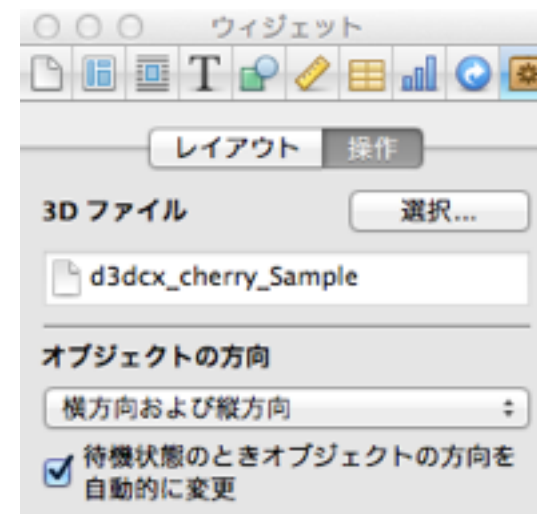 ウィジェット
T
レイアウト 操作
3D ファイル 選択...
d3dcx_cherry_Sample
オブジェクトの方向
横方向および縦方向
待機状態のときオブジェクトの方向を
自動的に変更